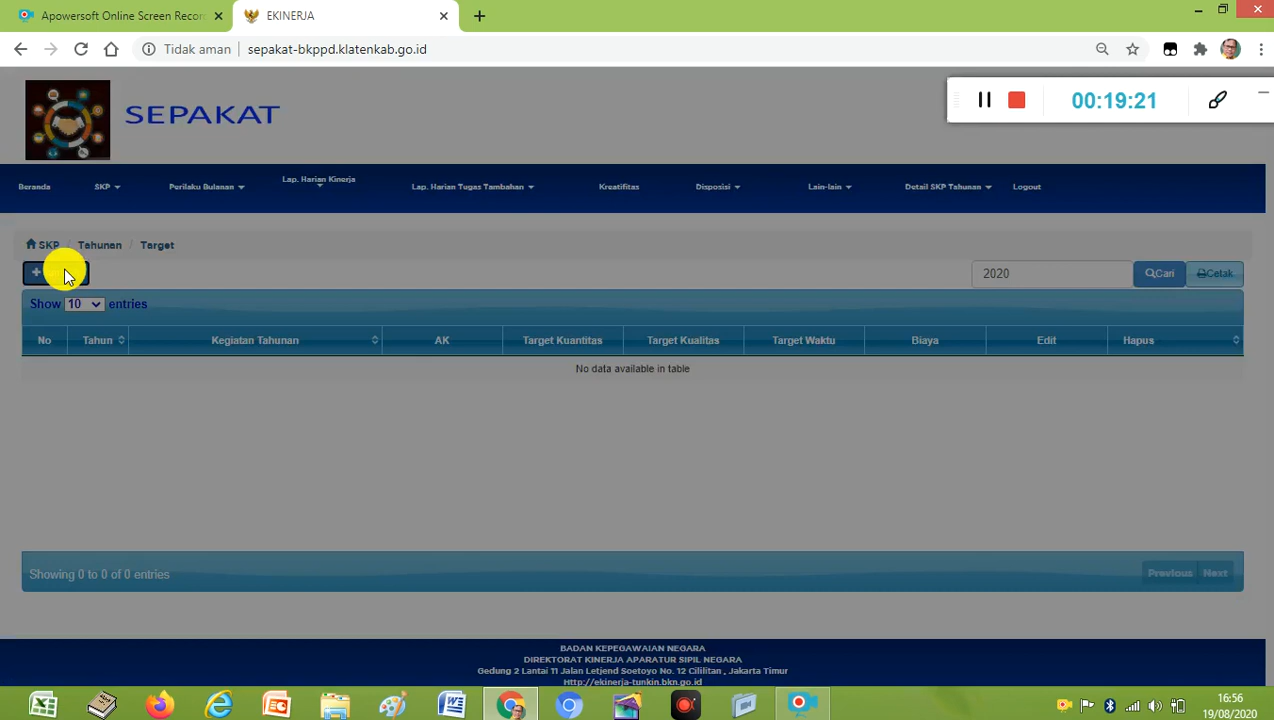 Apowersoft Online Screen Recor
EKINERJA
Tidak aman
sepakat-bkppd.klatenkab.go.id
SEPAKAT
00:19:21
Beranda
SKP
Perilaku Bulanan
Lap. Harian Kinerja
Lap. Harian Tugas Tambahan
Kreatifitas
Disposisi
Lain-lain
Detail SKP Tahunan
Logout
SKP / Tahunan / Target
2020
Cari
Cetak
Show 10 entries
No
Tahun
Kegiatan Tahunan
AK
Target Kuantitas
Target Kualitas
Target Waktu
Biaya
Edit
Hapus
No data available in table
Showing 0 to 0 of 0 entries
Previous
Next
BADAN KEPEGAWAIAN NEGARA
DIREKTORAT KINERJA APARATUR SIPIL NEGARA
Gedung 2 Lantai 11 Jalan Letjend Soetoyo No. 12 Cililitan , Jakarta Timur
Http://ekinerja-tunkin.bkn.go.id
16:56
19/08/2020